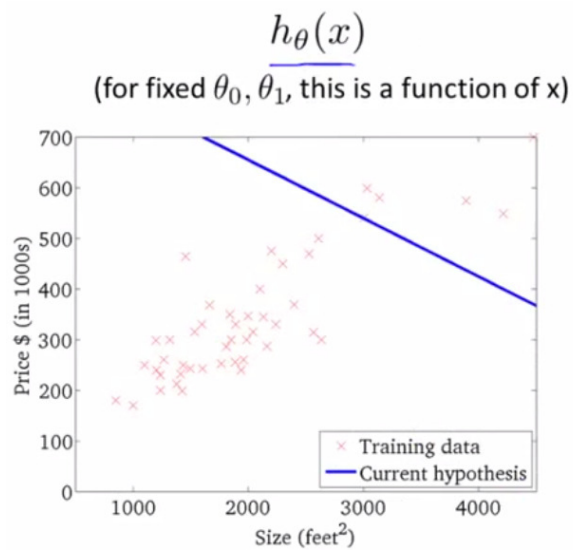 hθ(x)
(for fixed θ0, θ1, this is a function of x)
700
600
500
400
300
200
100
0
Price $ (in 1000s)
1000 2000 3000 4000
Size (feet²)
Training data
Current hypothesis